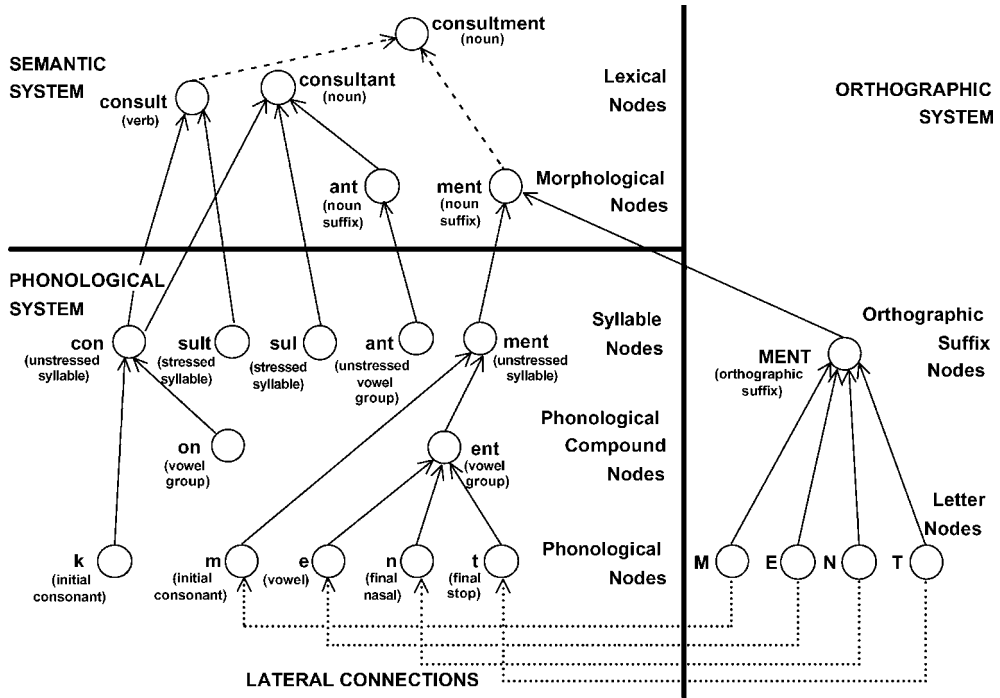 consultment
(noun)
SEMANTIC
SYSTEM
consultant
(noun)
Lexical
Nodes
consult
(verb)
ORTHOGRAPHIC
SYSTEM
ant
(noun
suffix)
ment
(noun
suffix)
Morphological
Nodes
PHONOLOGICAL
SYSTEM
con
(unstressed
syllable)
sult
(stressed
syllable)
sul
(stressed
syllable)
ant
(unstressed
vowel
group)
ment
(unstressed
syllable)
Syllable
Nodes
MENT
(orthographic
suffix)
Orthographic
Suffix
Nodes
on
(vowel
group)
ent
(vowel
group)
Phonological
Compound
Nodes
k
(initial
consonant)
m
(initial
consonant)
e
(vowel)
n
(final
nasal)
t
(final
stop)
Phonological
Nodes
M
E
N
T
Letter
Nodes
LATERAL CONNECTIONS